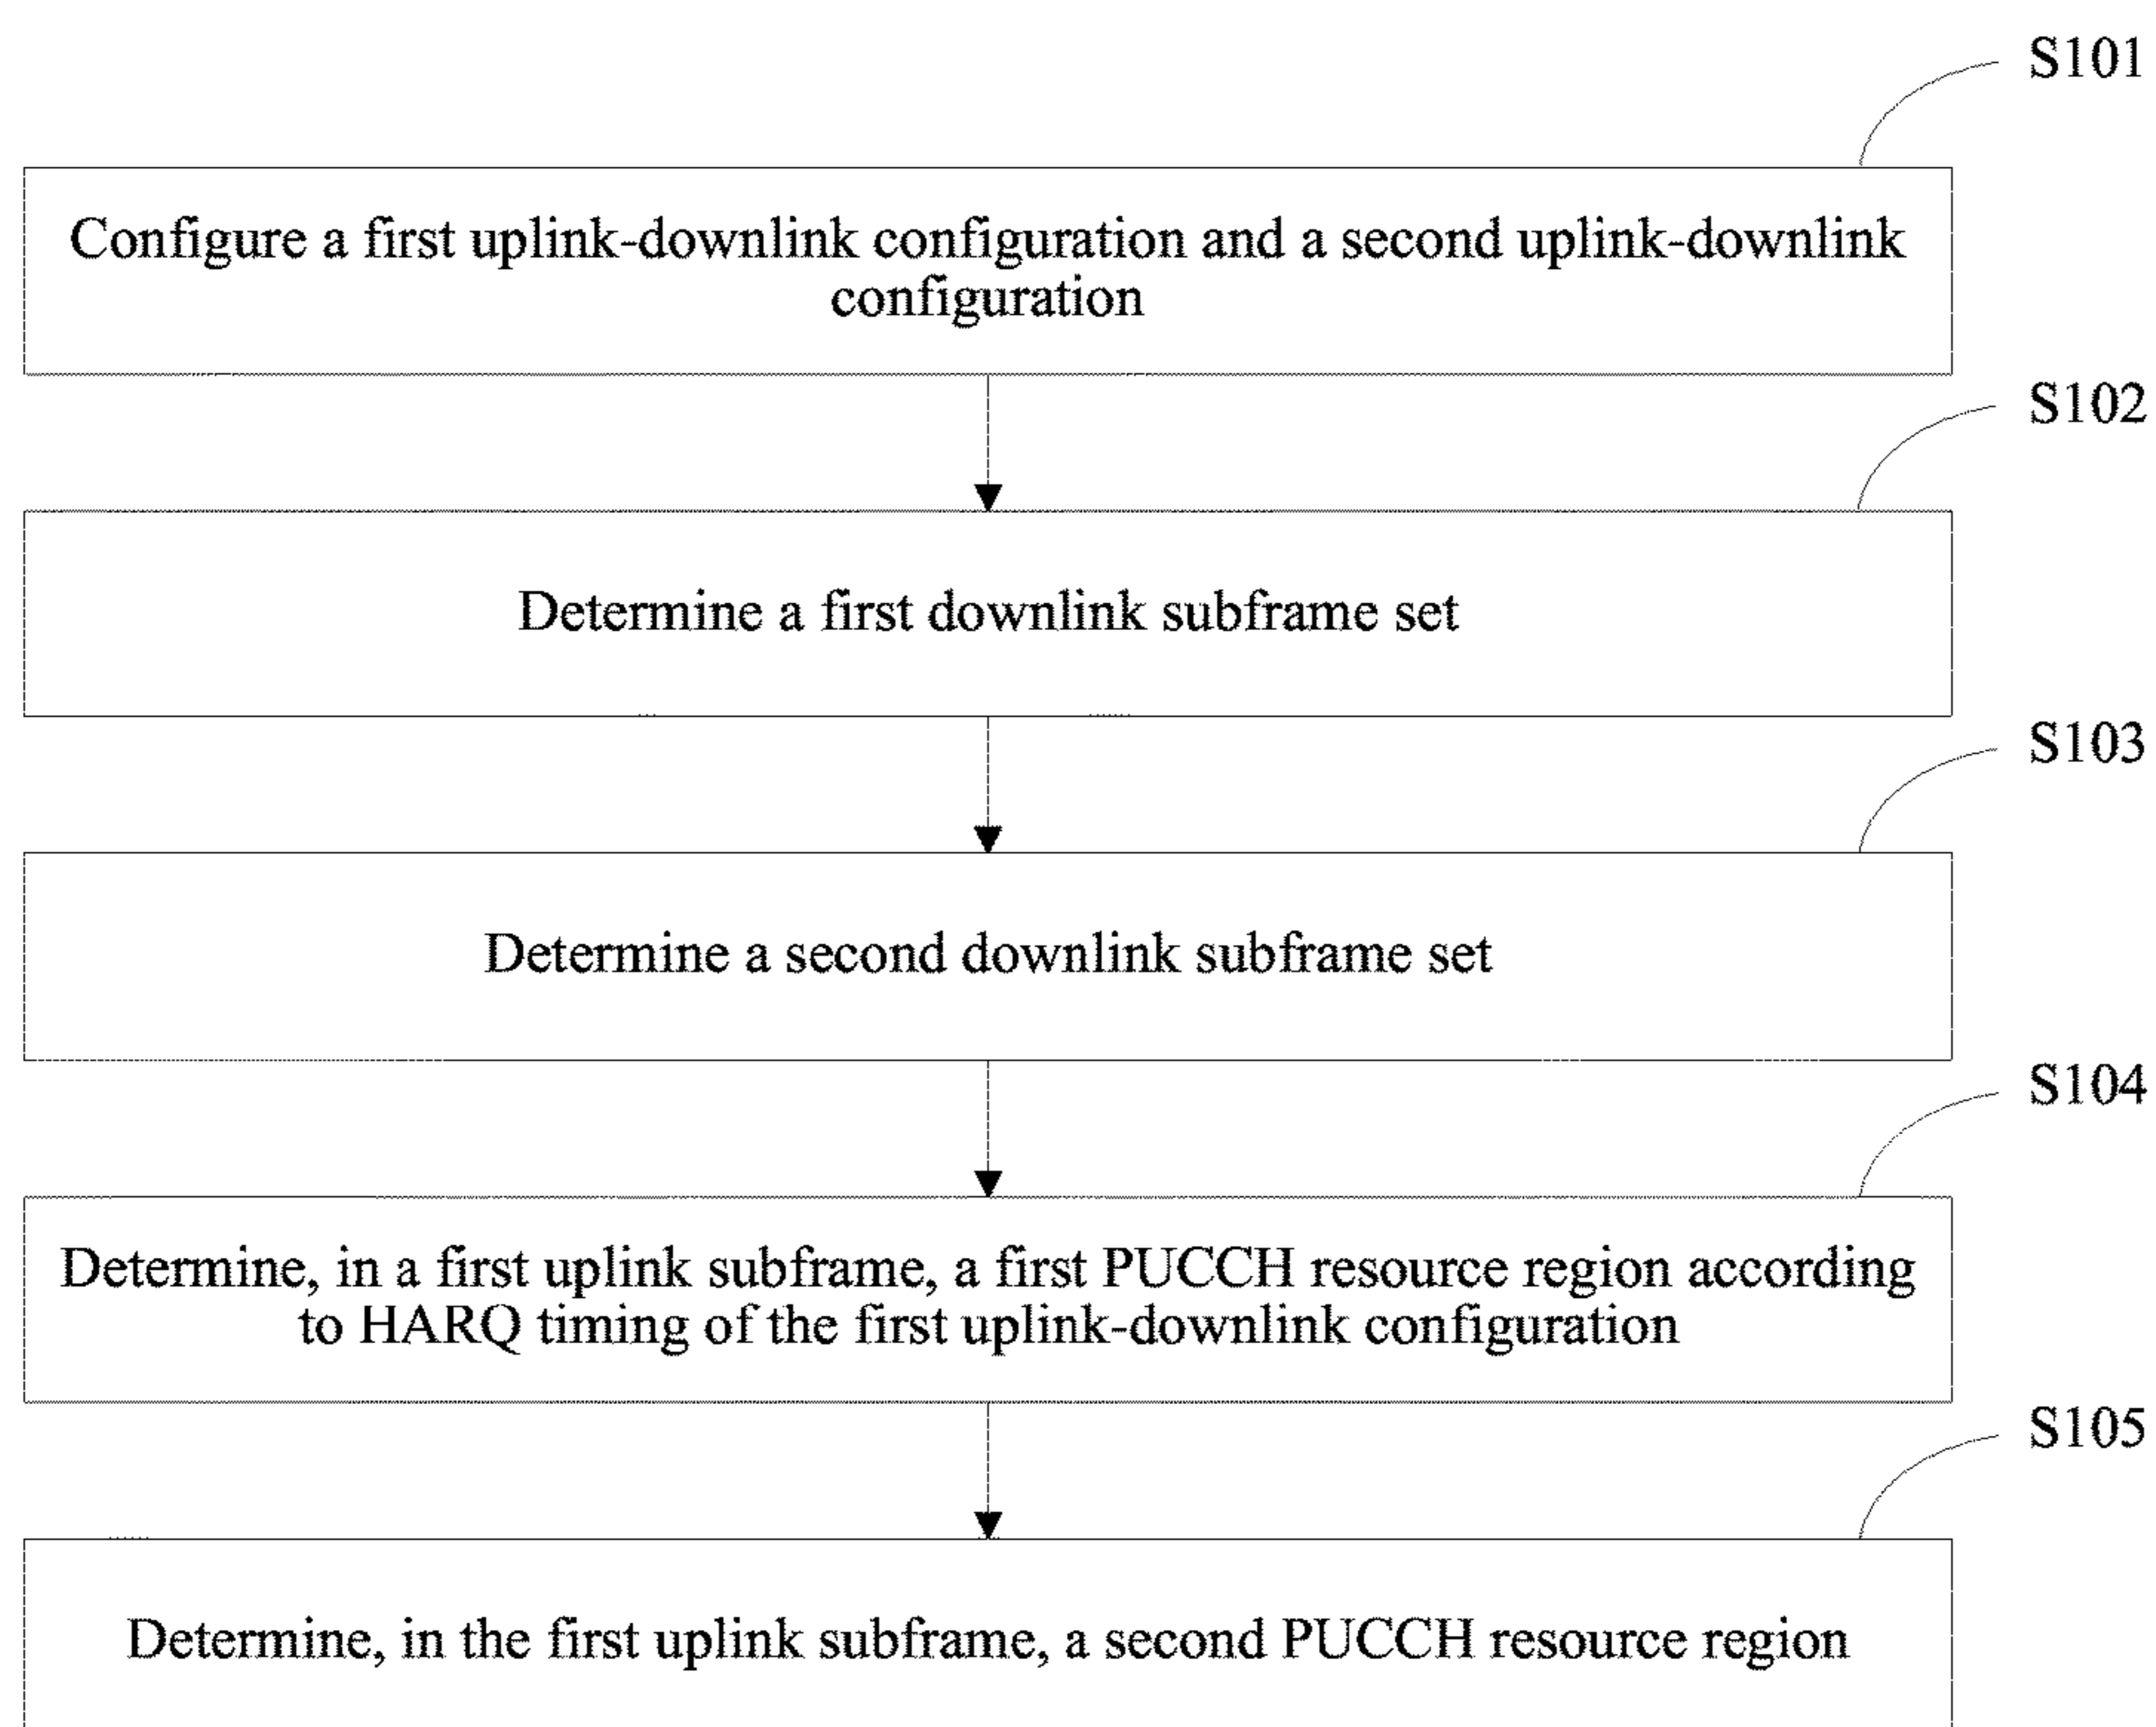 S101
Configure a first uplink-downlink configuration and a second uplink-downlink
configuration
S102
Determine a first downlink subframe set
S103
Determine a second downlink subframe set
S104
Determine, in a first uplink subframe, a first PUCCH resource region according
to HARQ timing of the first uplink-downlink configuration
S105
Determine, in the first uplink subframe, a second PUCCH resource region